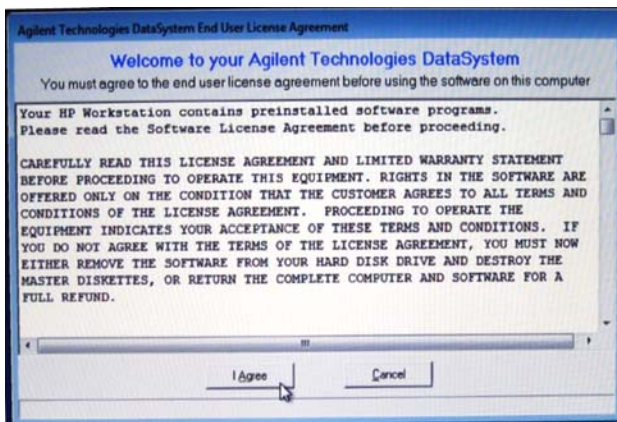 Agilent Technologies DataSystem End User License Agreement
Welcome to your Agilent Technologies DataSystem
You must agree to the end user license agreement before using the software on this computer
Your HP Workstation contains preinstalled software programs.
Please read the Software License Agreement before proceeding.
CAREFULLY READ THIS LICENSE AGREEMENT AND LIMITED WARRANTY STATEMENT
BEFORE PROCEEDING TO OPERATE THIS EQUIPMENT. RIGHTS IN THE SOFTWARE ARE
OFFERED ONLY ON THE CONDITION THAT THE CUSTOMER AGREES TO ALL TERMS AND
CONDITIONS OF THE LICENSE AGREEMENT. PROCEEDING TO OPERATE THE
EQUIPMENT INDICATES YOUR ACCEPTANCE OF THESE TERMS AND CONDITIONS. IF
YOU DO NOT AGREE WITH THE TERMS OF THE LICENSE AGREEMENT, YOU MUST NOW
EITHER REMOVE THE SOFTWARE FROM YOUR HARD DISK DRIVE AND DESTROY THE
MASTER DISKETTES, OR RETURN THE COMPLETE COMPUTER AND SOFTWARE FOR A
FULL REFUND.
I Agree
Cancel